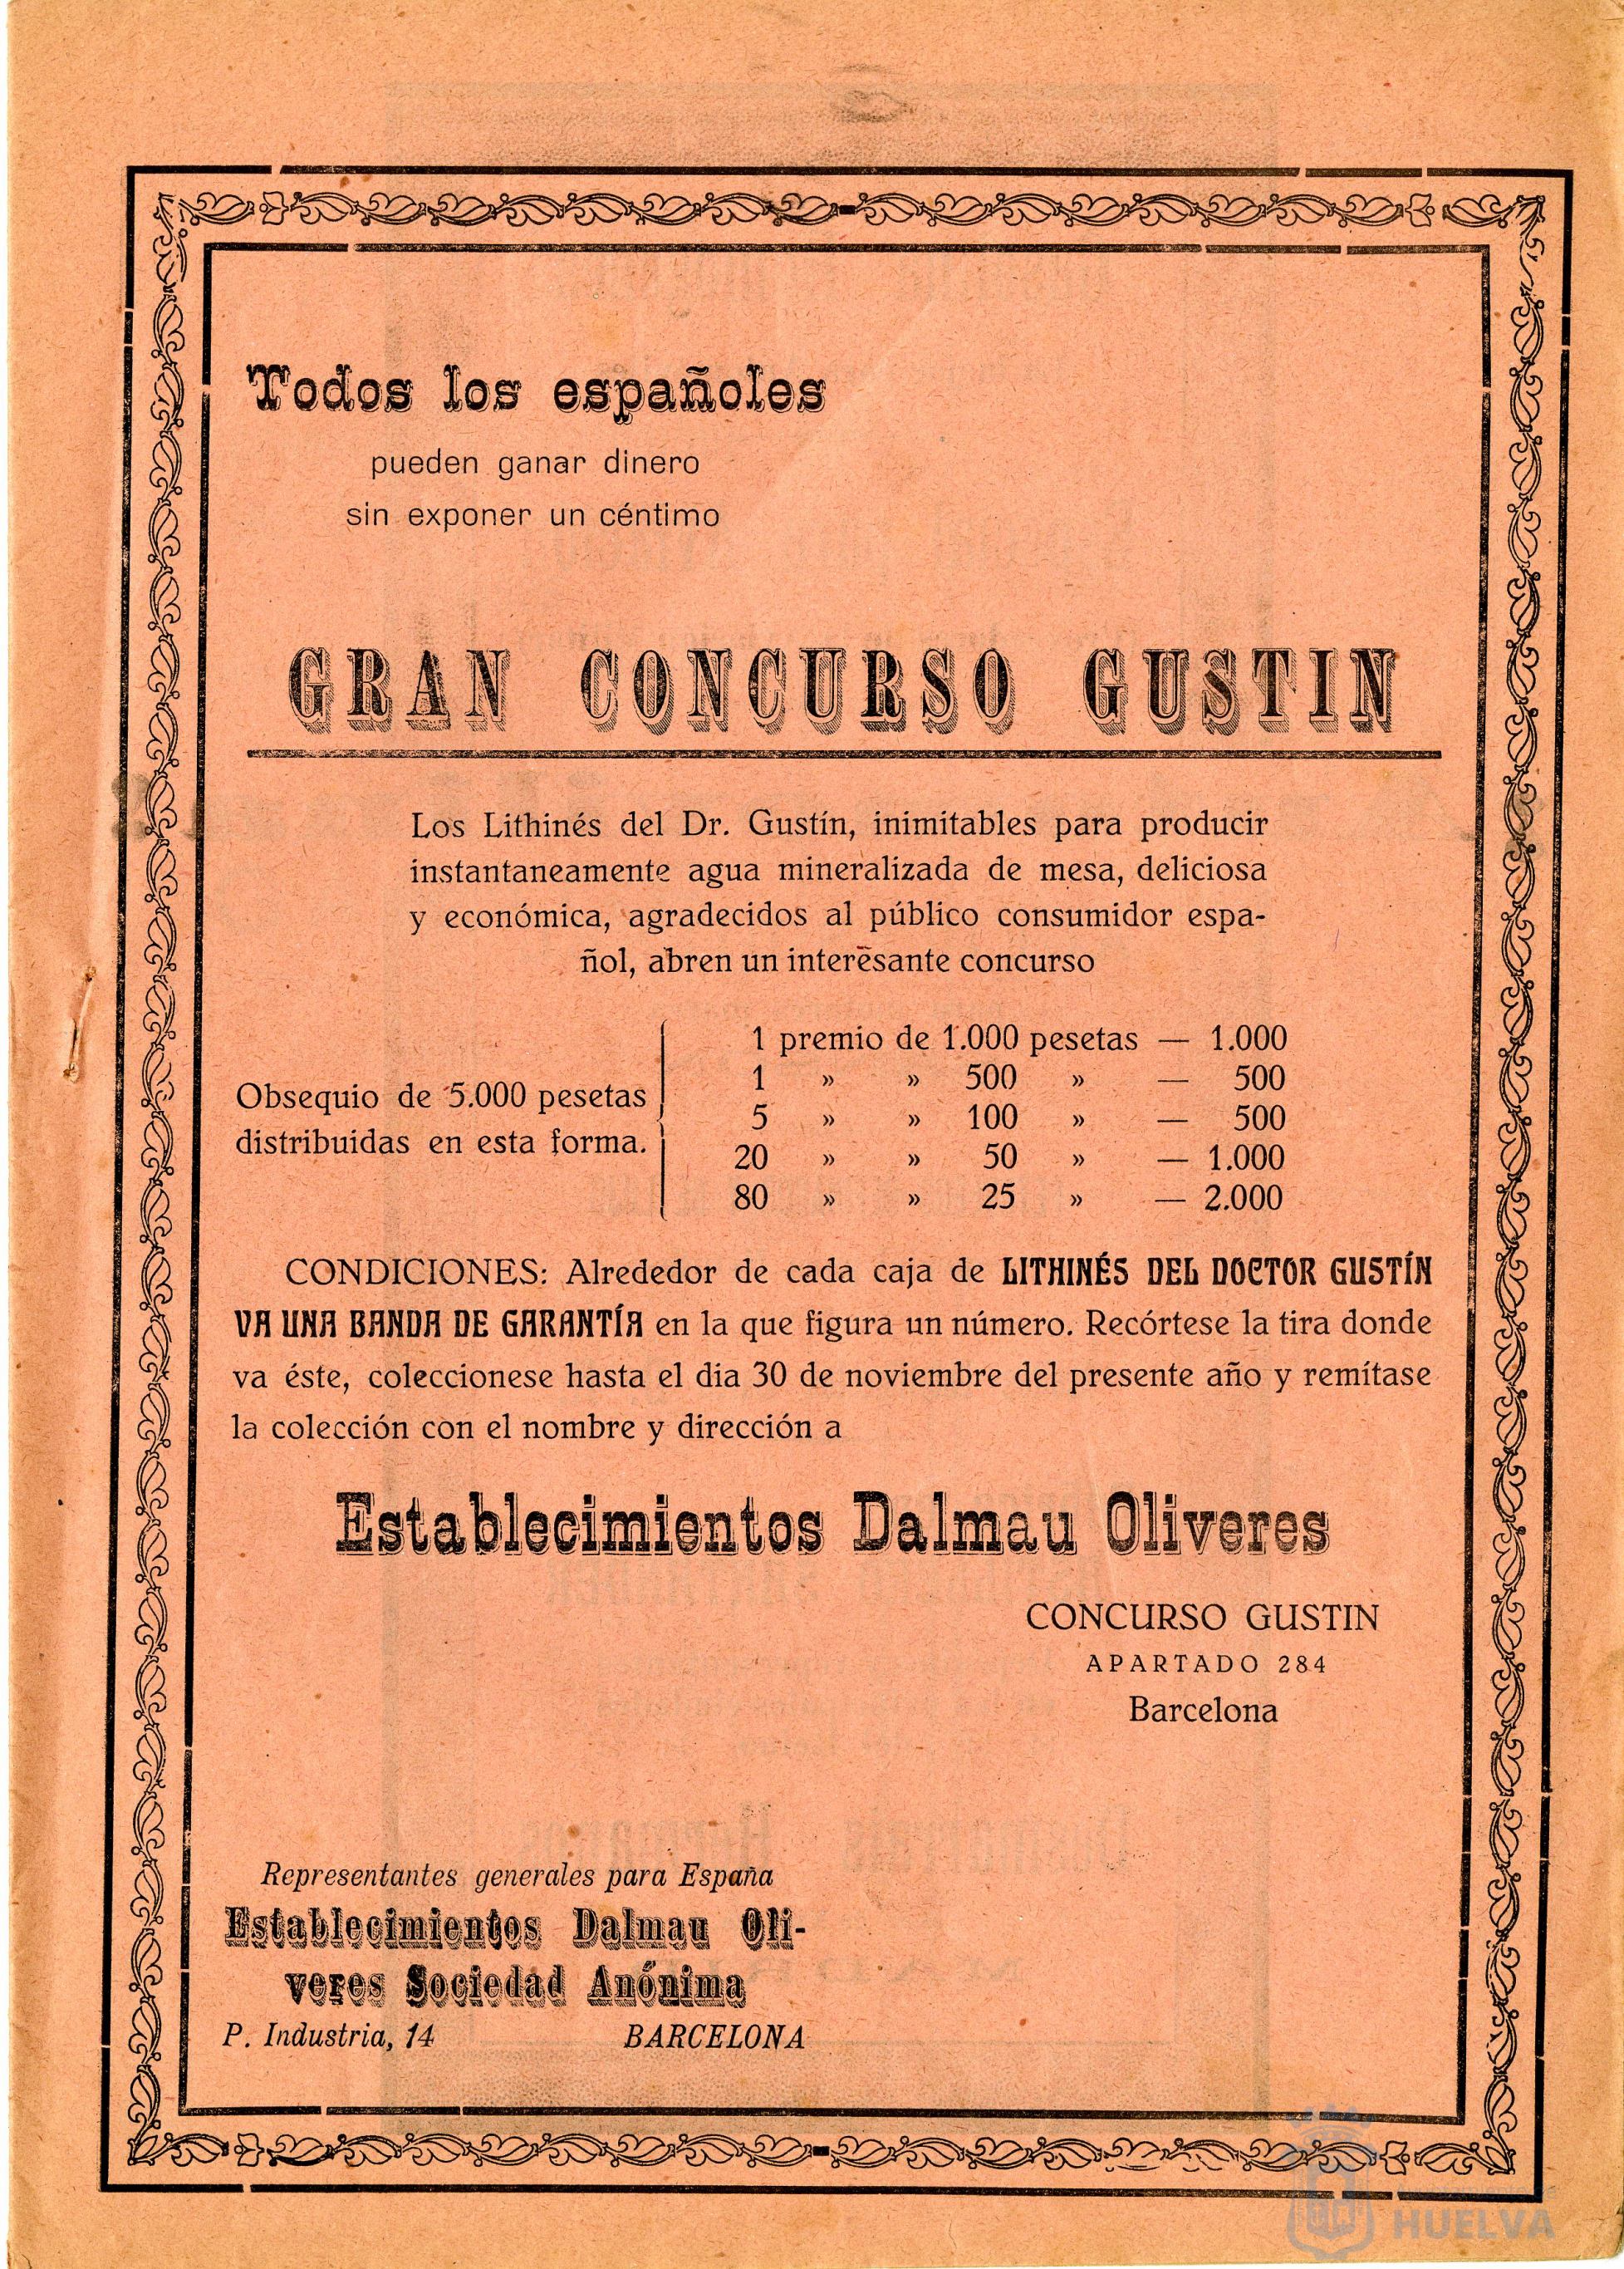 Todos los españoles
pueden ganar dinero
sin exponer un céntimo
GRAN CONCURSO GUSTIN
Los Lithinés del Dr. Gustín, inimitables para producir
instantaneamente agua mineralizada de mesa, deliciosa
y económica, agradecidos al público consumidor espa-
ñol, abren un interesante concurso
Obsequio de 5.000 pesetas
distribuidas en esta forma.
1 premio de 1.000 pesetas — 1.000
1 » » 500 » — 500
5 » » 100 » — 500
20 » » 50 » — 1.000
80 » » 25 » — 2.000
CONDICIONES: Alrededor de cada caja de LITHINÉS DEL DOCTOR GUSTÍN
VA UNA BANDA DE GARANTÍA en la que figura un número. Recórtese la tira donde
va éste, coleccionese hasta el dia 30 de noviembre del presente año y remítase
la colección con el nombre y dirección a
Establecimientos Dalmau Oliveres
CONCURSO GUSTIN
APARTADO 284
Barcelona
Representantes generales para España
Establecimientos Dalmau Oli-
veres Sociedad Anónima
P. Industria, 14 BARCELONA
HUELVA